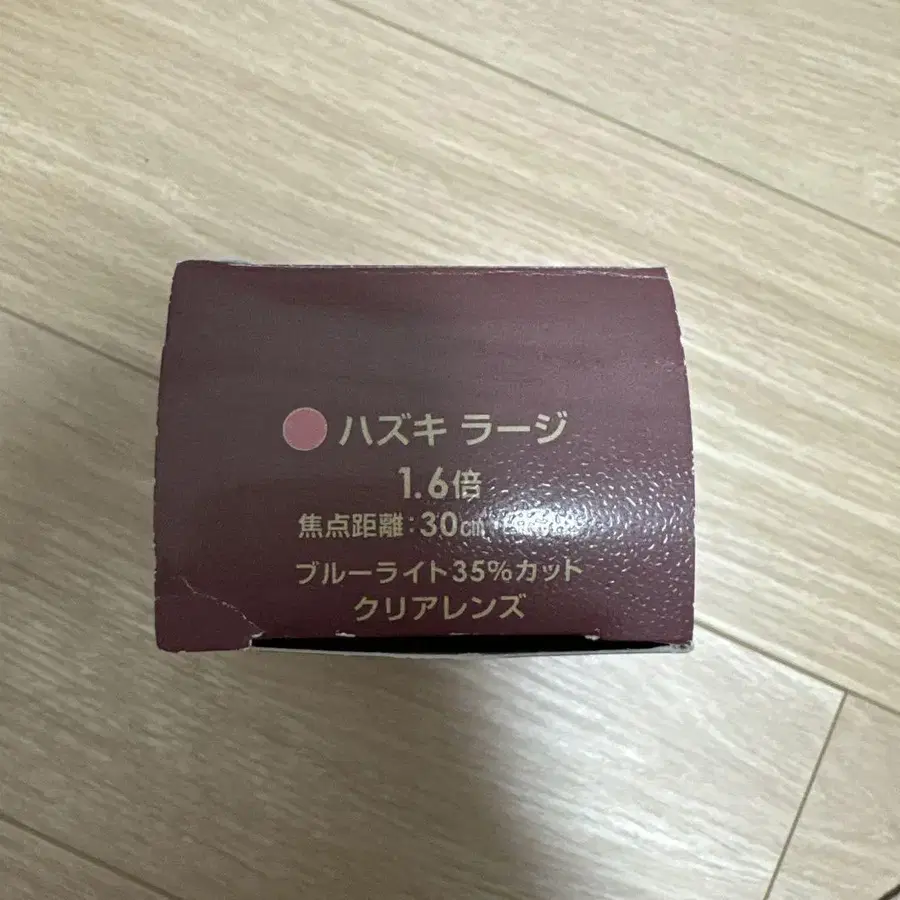 ハズキ ラージ
1.6倍
焦点距離:30㎝
ブルーライト35%カット
クリアレンズ